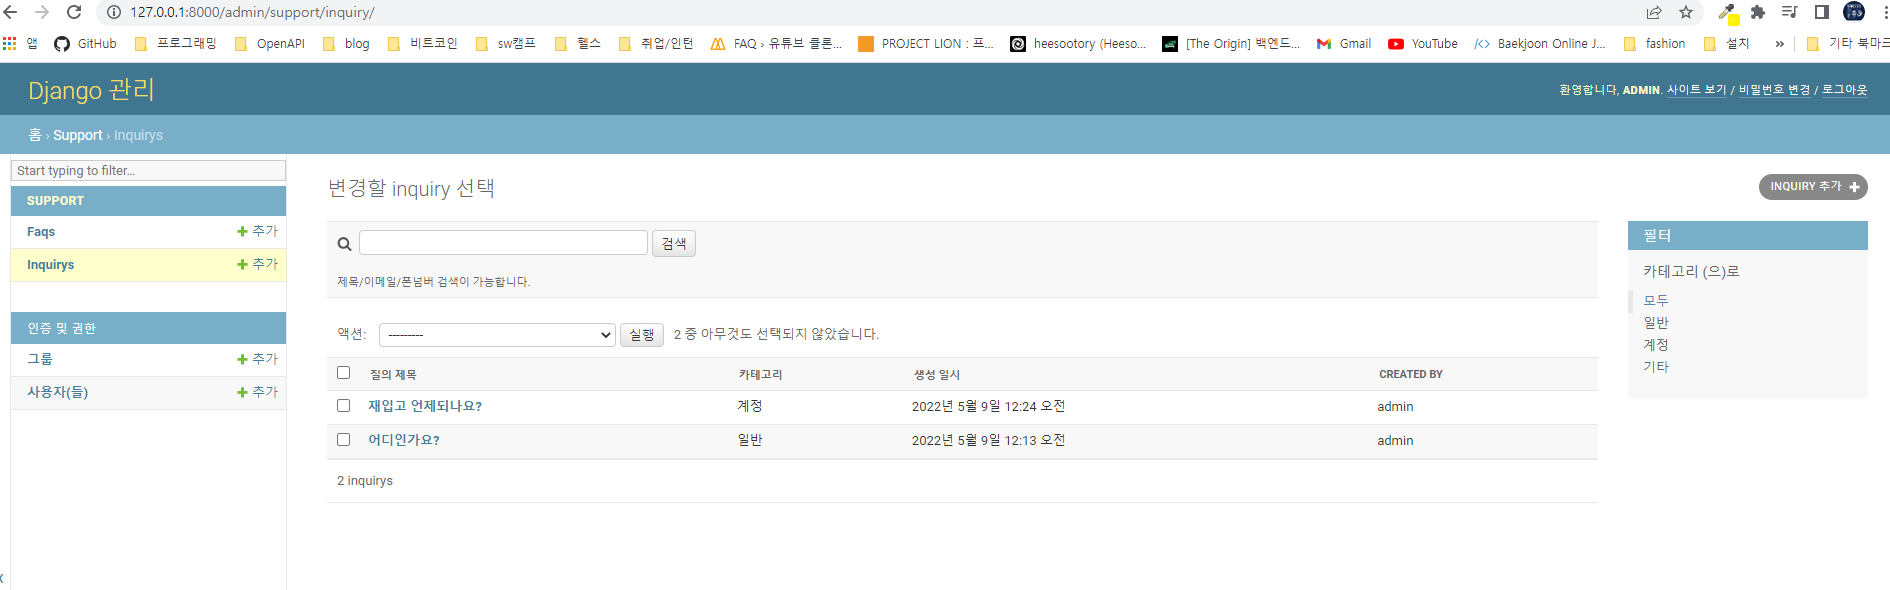 127.0.0.1:8000/admin/support/inquiry/
앱 GitHub 프로그래밍 OpenAPI blog 비트코인 sw캠프 헬스 취업/인턴 FAQ › 유튜브 클론... PROJECT LION : 프... heesootory (Heeso... [The Origin] 백엔드... Gmail YouTube Baekjoon Online J... fashion 설치 » 기타 북마크
Django 관리
환영합니다, ADMIN. 사이트 보기 / 비밀번호 변경 / 로그아웃
홈 › Support › Inquirys
Start typing to filter...
SUPPORT
Faqs + 추가
Inquirys + 추가
인증 및 권한
그룹 + 추가
사용자(들) + 추가
변경할 inquiry 선택
INQUIRY 추가 +
검색
제목/이메일/폰넘버 검색이 가능합니다.
액션: --------- 실행 2 중 아무것도 선택되지 않았습니다.
질의 제목 카테고리 생성 일시 CREATED BY
재입고 언제되나요? 계정 2022년 5월 9일 12:24 오전 admin
어디인가요? 일반 2022년 5월 9일 12:13 오전 admin
2 inquirys
필터
카테고리 (으)로
모두
일반
계정
기타